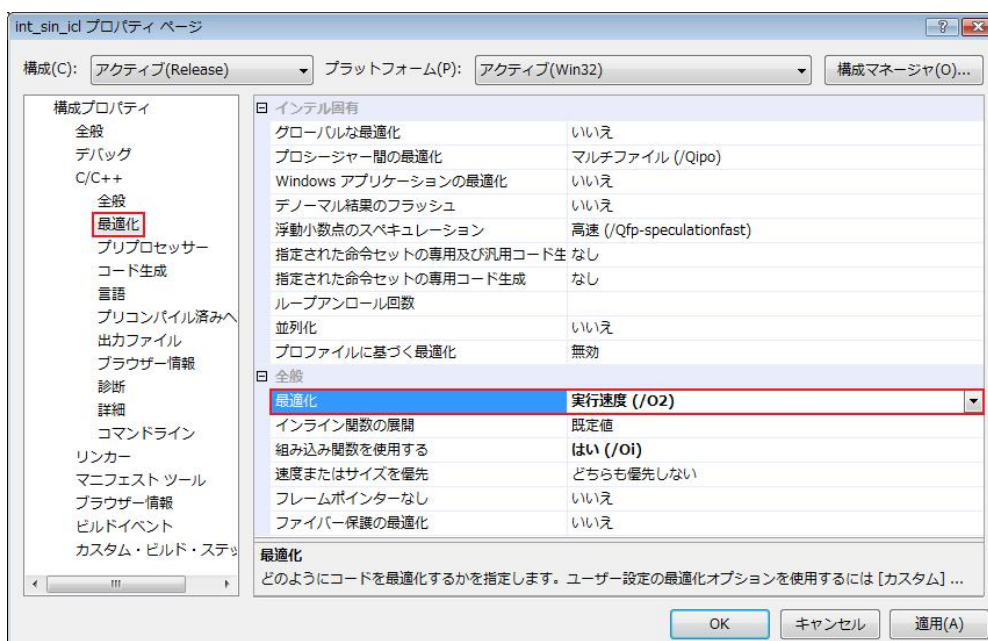 int_sin_icl プロパティ ページ
構成(C): アクティブ(Release) プラットフォーム(P): アクティブ(Win32) 構成マネージャ(O)...
構成プロパティ
全般
デバッグ
C/C++
全般
最適化
プリプロセッサー
コード生成
言語
プリコンパイル済みヘ
出力ファイル
ブラウザー情報
診断
詳細
コマンドライン
リンカー
マニフェスト ツール
ブラウザー情報
ビルドイベント
カスタム・ビルド・ステッ
インテル固有
グローバルな最適化 いいえ
プロシージャー間の最適化 マルチファイル (/Qipo)
Windows アプリケーションの最適化 いいえ
デノーマル結果のフラッシュ いいえ
浮動小数点のスペキュレーション 高速 (/Qfp-speculationfast)
指定された命令セットの専用及び汎用コード生 なし
指定された命令セットの専用コード生成 なし
ループアンロール回数
並列化 いいえ
プロファイルに基づく最適化 無効
全般
最適化 実行速度 (/O2)
インライン関数の展開 既定値
組み込み関数を使用する はい (/Oi)
速度またはサイズを優先 どちらも優先しない
フレームポインターなし いいえ
ファイバー保護の最適化 いいえ
最適化
どのようにコードを最適化するかを指定します。ユーザー設定の最適化オプションを使用するには [カスタム] ...
OK キャンセル 適用(A)